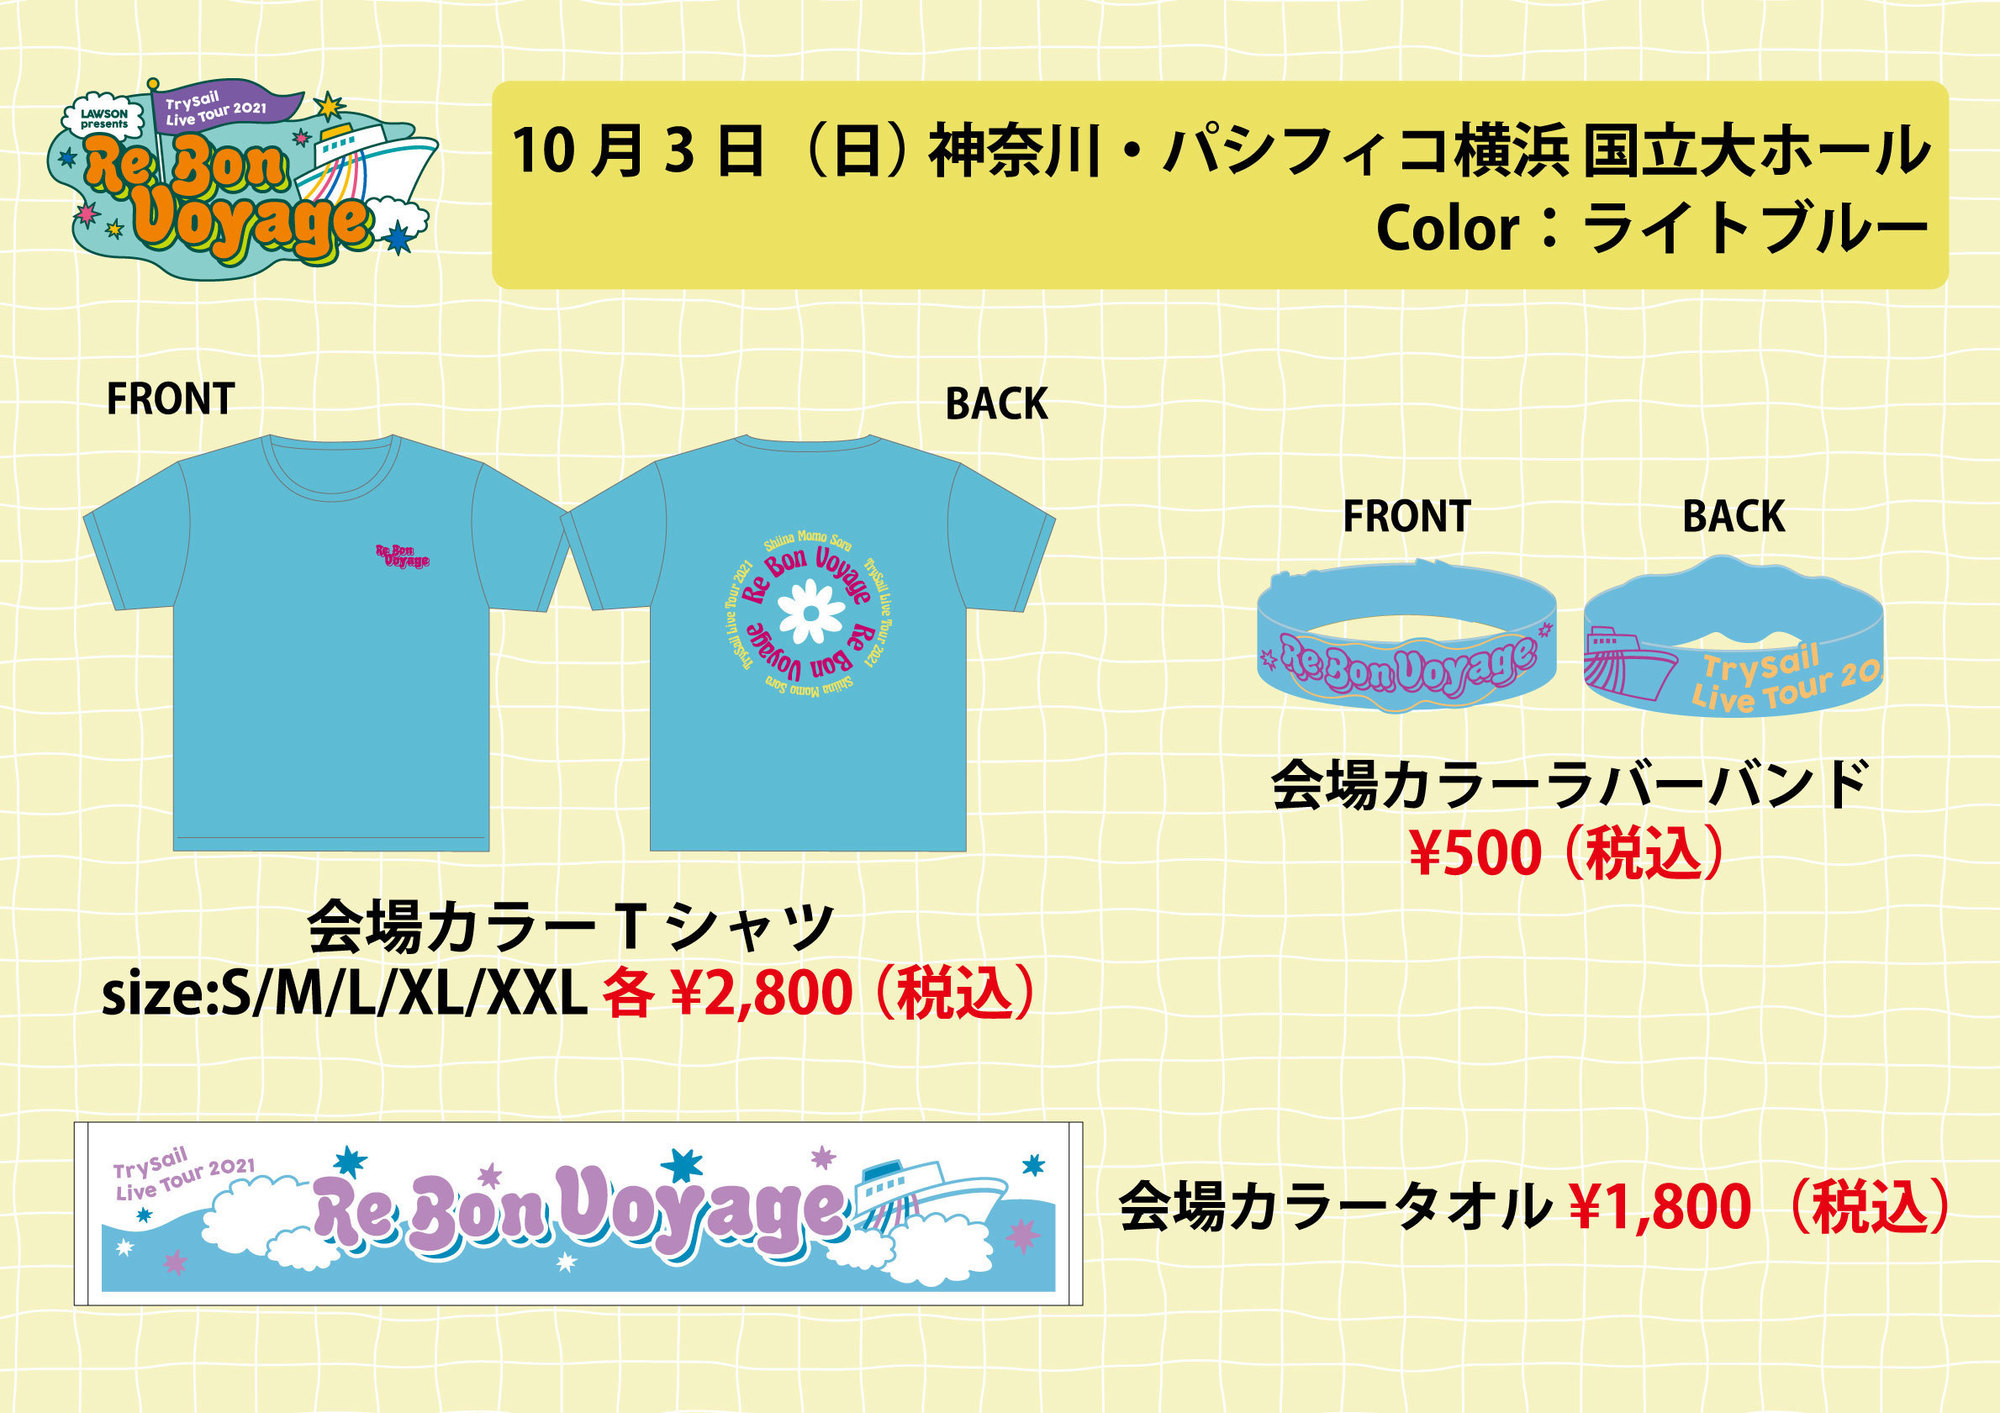 LAWSON
presents
TrySail
Live Tour 2021
Re Bon
Voyage
10月3日（日）神奈川・パシフィコ横浜 国立大ホール
Color：ライトブルー
FRONT
BACK
Re Bon
Voyage
Shiina Momo Sora
TrySail Live Tour 2021
Shiina Momo Sora
TrySail Live Tour 2021
Re Bon Voyage
Re Bon Voyage
会場カラーTシャツ
size:S/M/L/XL/XXL 各 ¥2,800（税込）
FRONT
BACK
Re Bon Voyage
TrySail
Live Tour 20
会場カラーラバーバンド
¥500（税込）
TrySail
Live Tour 2021
Re Bon Voyage
会場カラータオル ¥1,800（税込）